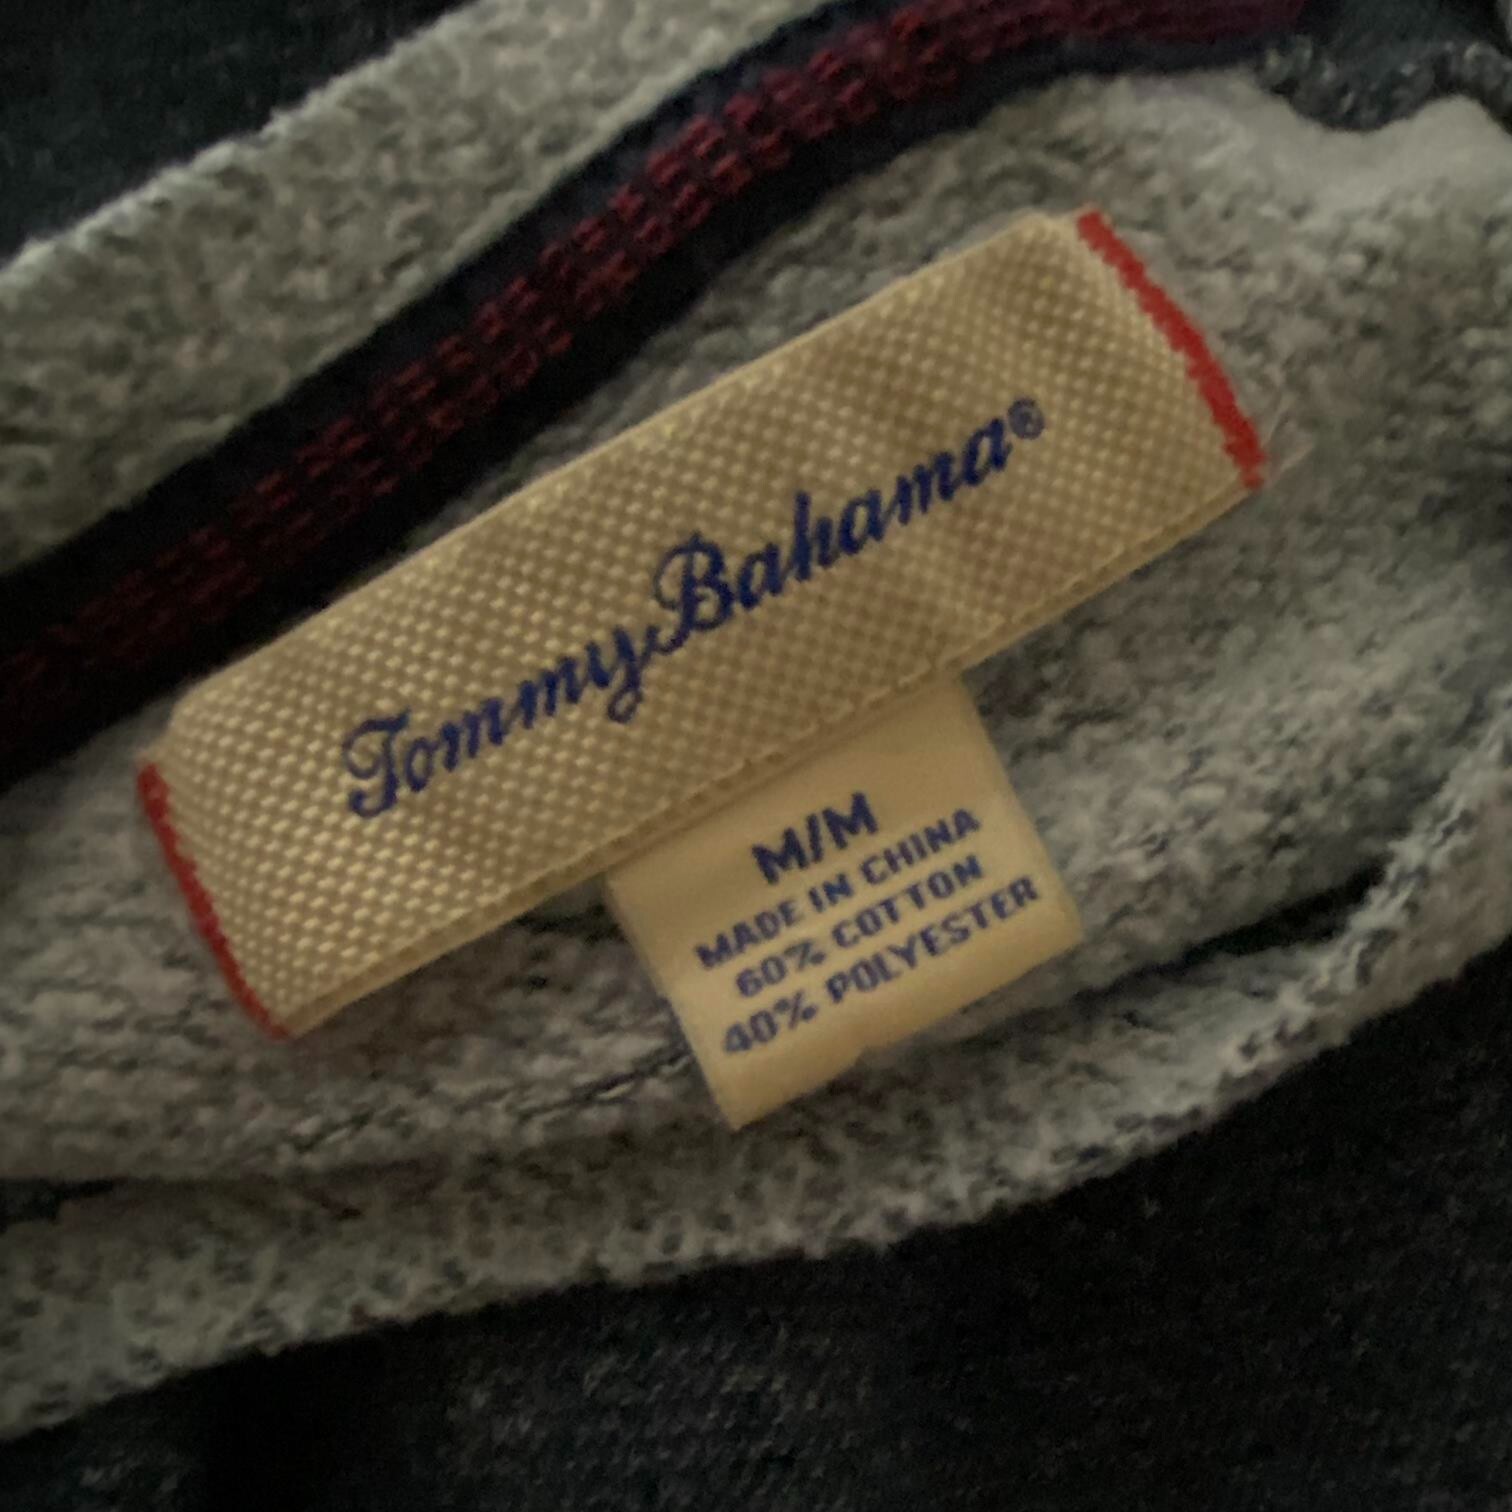 Tommy Bahama®
M/M
MADE IN CHINA
60% COTTON
40% POLYESTER